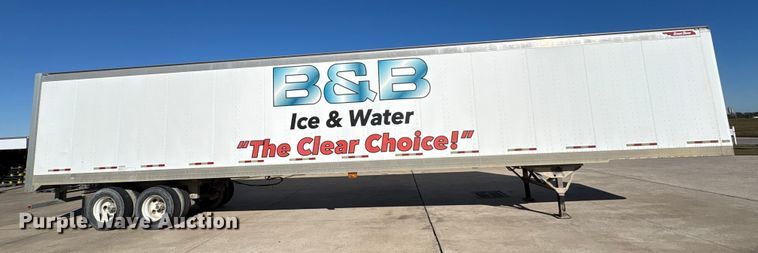 B&B
Ice & Water
"The Clear Choice!"
Purple Wave Auction